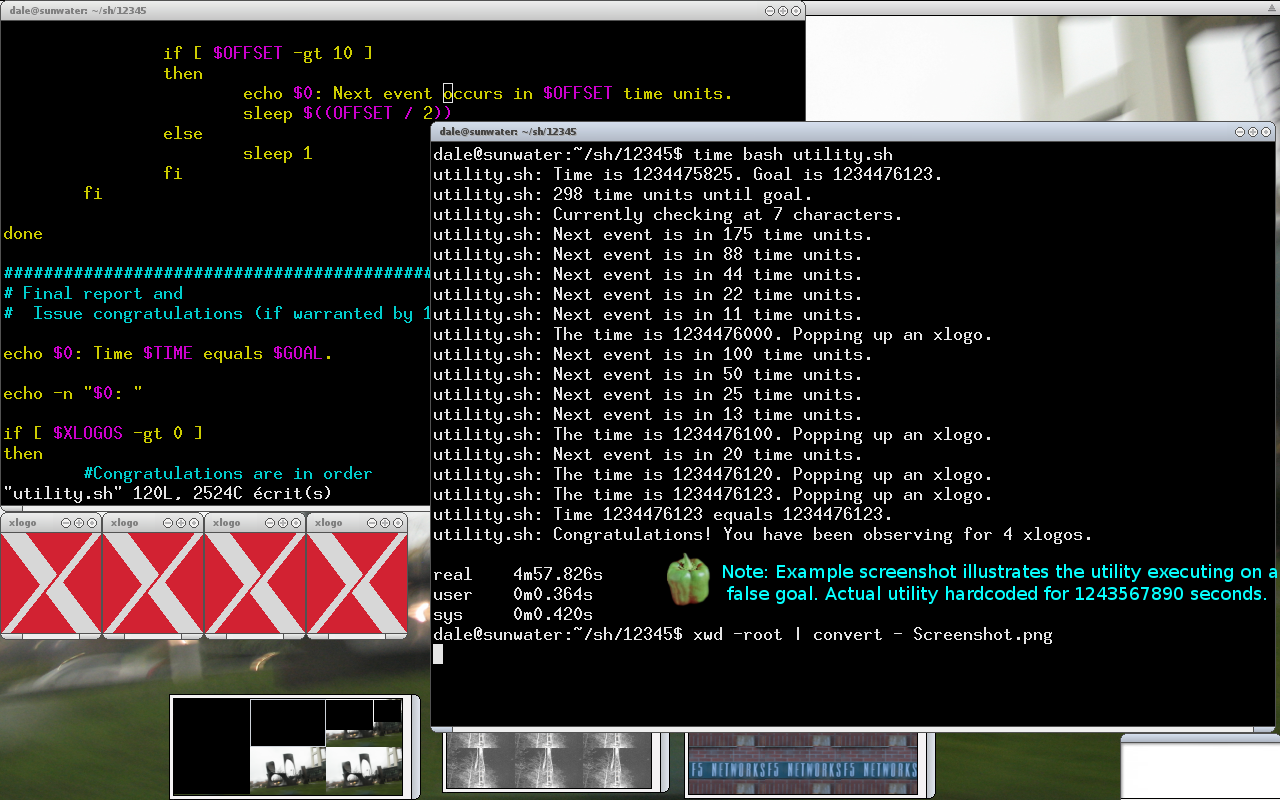 dale@sunwater: ~/sh/12345
if [ $OFFSET -gt 10 ]
then
echo $0: Next event occurs in $OFFSET time units.
sleep $((OFFSET / 2))
else
sleep 1
fi
fi
done
###########################################
# Final report and
#  Issue congratulations (if warranted by 1
echo $0: Time $TIME equals $GOAL.
echo -n "$0: "
if [ $XLOGOS -gt 0 ]
then
#Congratulations are in order
"utility.sh" 120L, 2524C écrit(s)
dale@sunwater: ~/sh/12345
dale@sunwater:~/sh/12345$ time bash utility.sh
utility.sh: Time is 1234475825. Goal is 1234476123.
utility.sh: 298 time units until goal.
utility.sh: Currently checking at 7 characters.
utility.sh: Next event is in 175 time units.
utility.sh: Next event is in 88 time units.
utility.sh: Next event is in 44 time units.
utility.sh: Next event is in 22 time units.
utility.sh: Next event is in 11 time units.
utility.sh: The time is 1234476000. Popping up an xlogo.
utility.sh: Next event is in 100 time units.
utility.sh: Next event is in 50 time units.
utility.sh: Next event is in 25 time units.
utility.sh: Next event is in 13 time units.
utility.sh: The time is 1234476100. Popping up an xlogo.
utility.sh: Next event is in 20 time units.
utility.sh: The time is 1234476120. Popping up an xlogo.
utility.sh: The time is 1234476123. Popping up an xlogo.
utility.sh: Time 1234476123 equals 1234476123.
utility.sh: Congratulations! You have been observing for 4 xlogos.
real    4m57.826s
user    0m0.364s
sys     0m0.420s
Note: Example screenshot illustrates the utility executing on a
false goal. Actual utility hardcoded for 1243567890 seconds.
dale@sunwater:~/sh/12345$ xwd -root | convert - Screenshot.png
xlogo xlogo xlogo xlogo
F5 NETWORKS F5 NETWORKS F5 NETWORKS